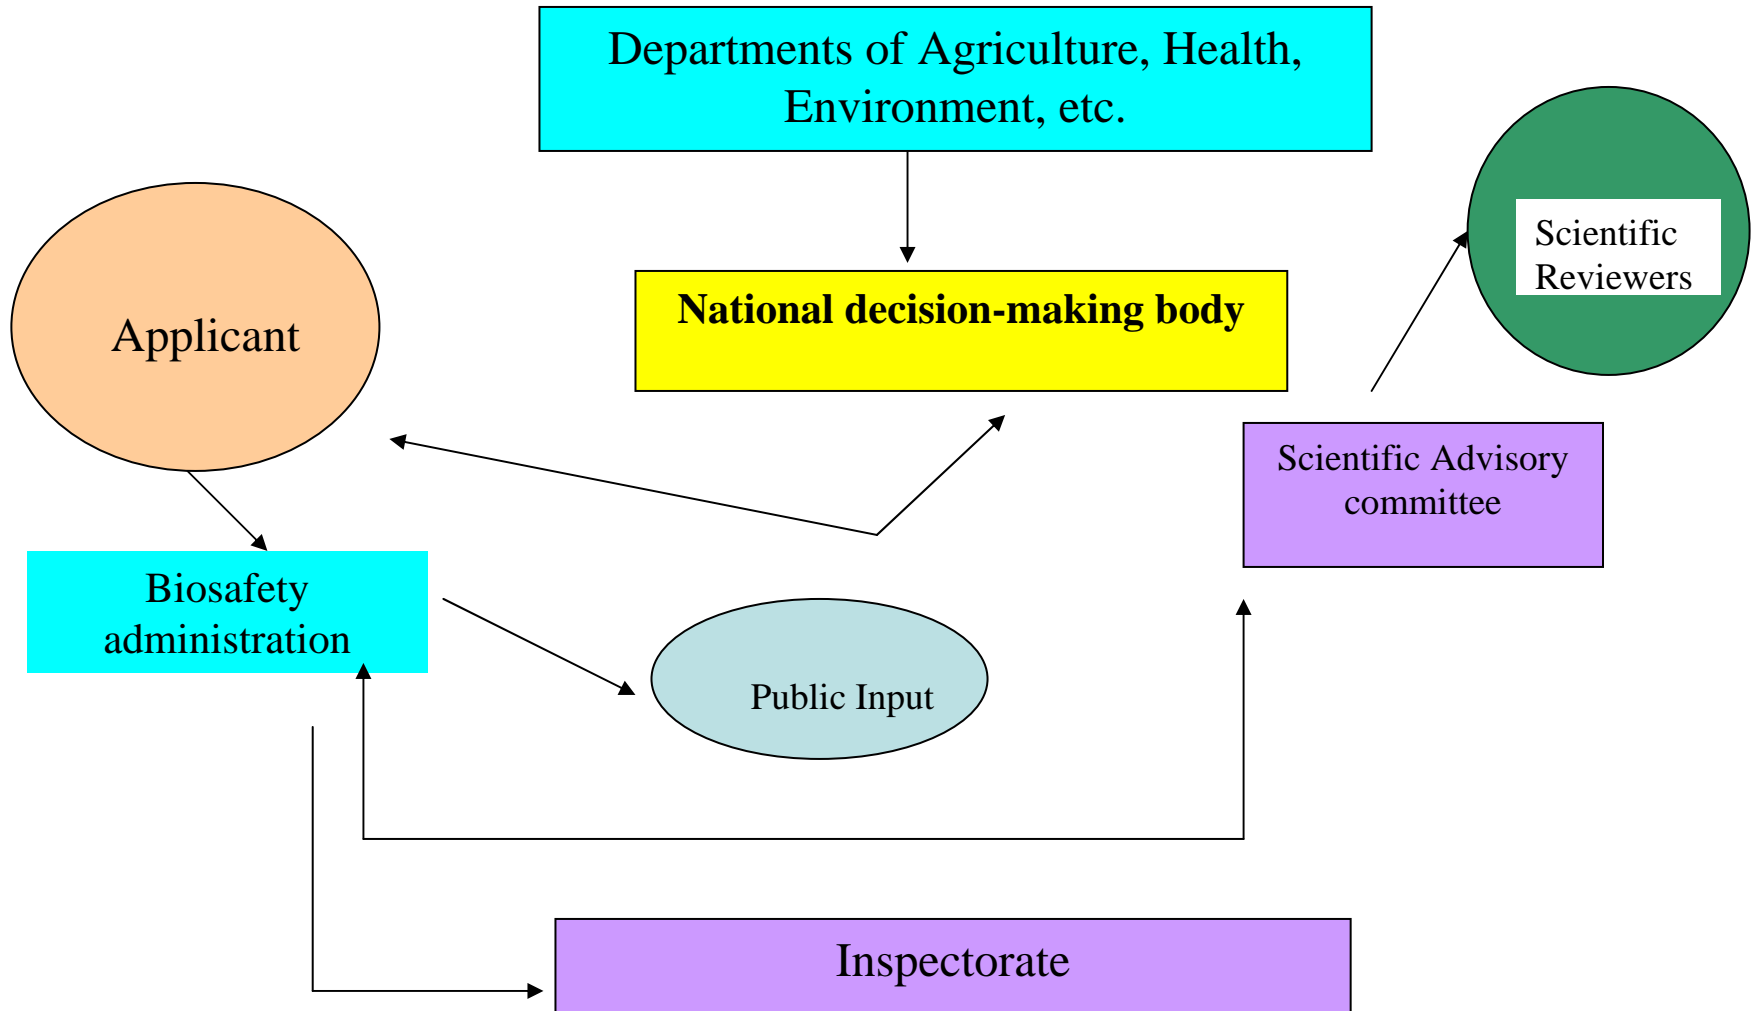 Departments of Agriculture, Health,
Environment, etc.
Scientific
Reviewers
National decision-making body
Applicant
Scientific Advisory
committee
Biosafety
administration
Public Input
Inspectorate